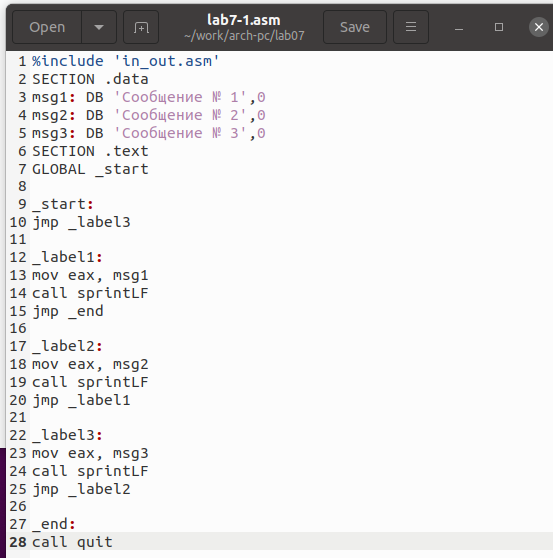 Open
lab7-1.asm
~/work/arch-pc/lab07
Save
1 %include 'in_out.asm'
2 SECTION .data
3 msg1: DB 'Сообщение № 1',0
4 msg2: DB 'Сообщение № 2',0
5 msg3: DB 'Сообщение № 3',0
6 SECTION .text
7 GLOBAL _start
8
9 _start:
10 jmp _label3
11
12 _label1:
13 mov eax, msg1
14 call sprintLF
15 jmp _end
16
17 _label2:
18 mov eax, msg2
19 call sprintLF
20 jmp _label1
21
22 _label3:
23 mov eax, msg3
24 call sprintLF
25 jmp _label2
26
27 _end:
28 call quit